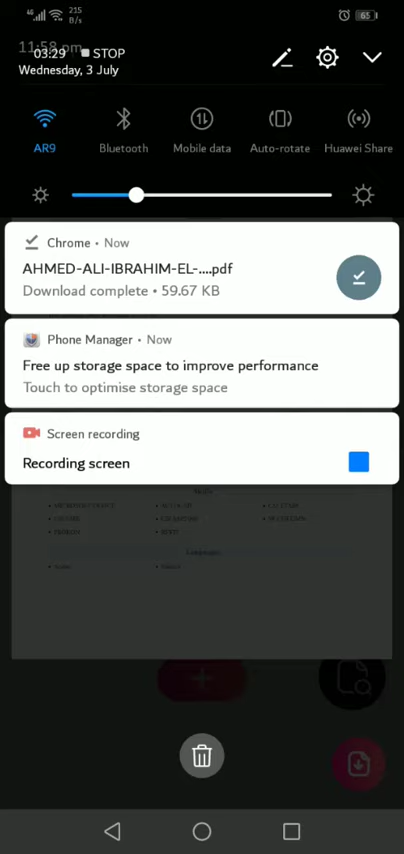 4G 215 B/s 65
11:58 pm
03:29 STOP
Wednesday, 3 July
AR9 Bluetooth Mobile data Auto-rotate Huawei Share
Chrome • Now
AHMED-ALI-IBRAHIM-EL-....pdf
Download complete • 59.67 KB
Phone Manager • Now
Free up storage space to improve performance
Touch to optimise storage space
Screen recording
Recording screen